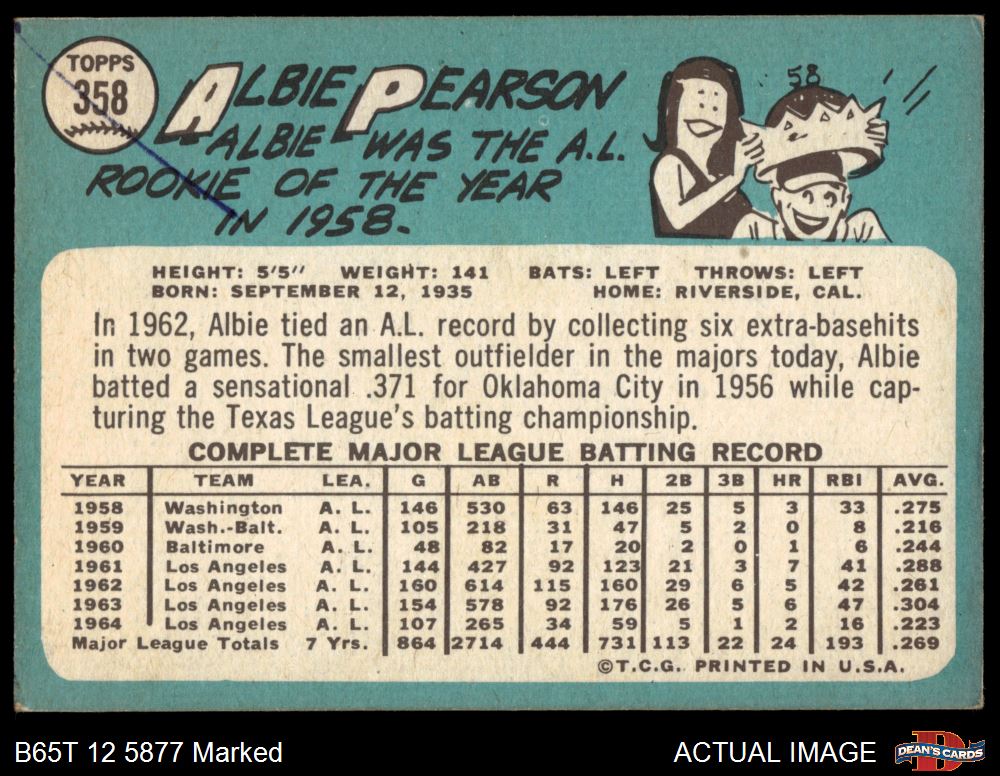 TOPPS
358
ALBIE PEARSON
ALBIE WAS THE A.L.
ROOKIE OF THE YEAR
IN 1958.
58
HEIGHT: 5'5" WEIGHT: 141 BATS: LEFT THROWS: LEFT
BORN: SEPTEMBER 12, 1935 HOME: RIVERSIDE, CAL.
In 1962, Albie tied an A.L. record by collecting six extra-basehits
in two games. The smallest outfielder in the majors today, Albie
batted a sensational .371 for Oklahoma City in 1956 while cap-
turing the Texas League's batting championship.
COMPLETE MAJOR LEAGUE BATTING RECORD
YEAR TEAM LEA. G AB R H 2B 3B HR RBI AVG.
1958 Washington A. L. 146 530 63 146 25 5 3 33 .275
1959 Wash.-Balt. A. L. 105 218 31 47 5 2 0 8 .216
1960 Baltimore A. L. 48 82 17 20 2 0 1 6 .244
1961 Los Angeles A. L. 144 427 92 123 21 3 7 41 .288
1962 Los Angeles A. L. 160 614 115 160 29 6 5 42 .261
1963 Los Angeles A. L. 154 578 92 176 26 5 6 47 .304
1964 Los Angeles A. L. 107 265 34 59 5 1 2 16 .223
Major League Totals 7 Yrs. 864 2714 444 731 113 22 24 193 .269
©T.C.G. PRINTED IN U.S.A.
B65T 12 5877 Marked
ACTUAL IMAGE
DEAN'S CARDS